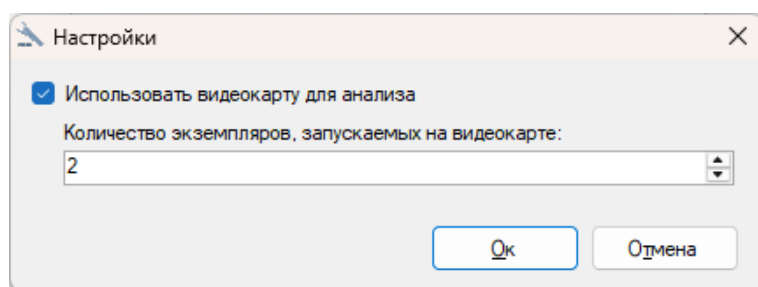 Настройки
Использовать видеокарту для анализа
Количество экземпляров, запускаемых на видеокарте:
2
Ок
Отмена